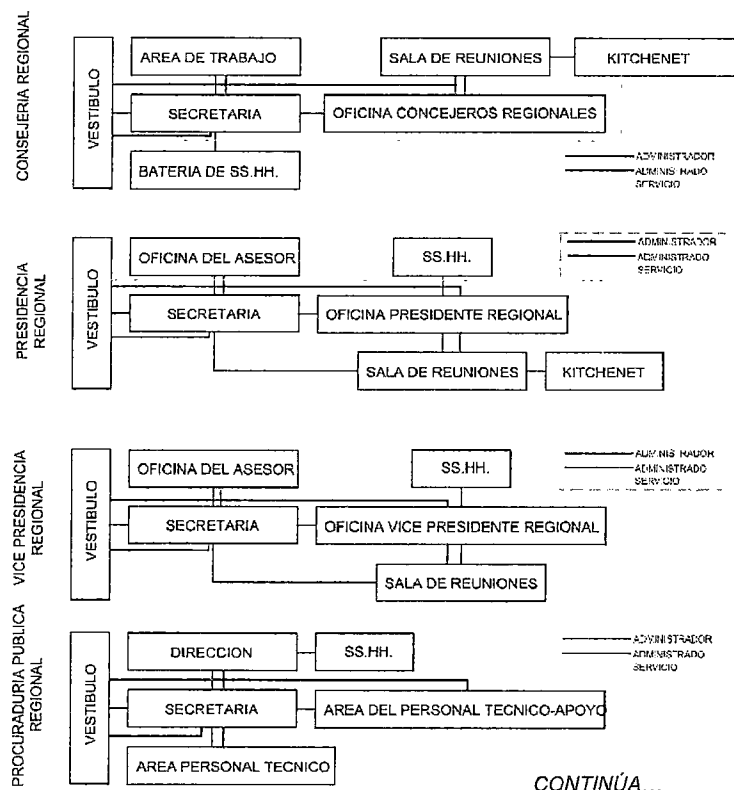 CONSEJERIA REGIONAL
VESTIBULO
AREA DE TRABAJO
SALA DE REUNIONES
KITCHENET
SECRETARIA
OFICINA CONCEJEROS REGIONALES
BATERIA DE SS.HH.
ADMINISTRADOR
ADMINISTRADO
SERVICIO
PRESIDENCIA
REGIONAL
VESTIBULO
OFICINA DEL ASESOR
SS.HH.
SECRETARIA
OFICINA PRESIDENTE REGIONAL
SALA DE REUNIONES
KITCHENET
ADMINISTRADOR
ADMINISTRADO
SERVICIO
VICE PRESIDENCIA
REGIONAL
VESTIBULO
OFICINA DEL ASESOR
SS.HH.
SECRETARIA
OFICINA VICE PRESIDENTE REGIONAL
SALA DE REUNIONES
ADMINISTRADOR
ADMINISTRADO
SERVICIO
PROCURADURIA PUBLICA
REGIONAL
VESTIBULO
DIRECCION
SS.HH.
SECRETARIA
AREA DEL PERSONAL TECNICO-APOYO
AREA PERSONAL TECNICO
ADMINISTRADOR
ADMINISTRADO
SERVICIO
CONTINÚA...